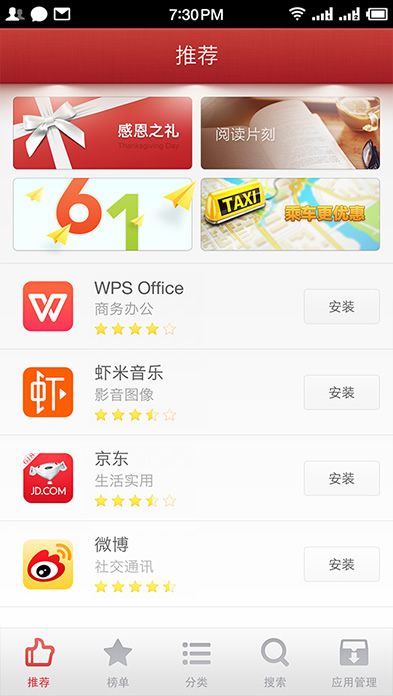 7:30PM
推荐
感恩之礼
Thanksgiving Day
阅读片刻
61
TAXI
乘车更优惠
WPS Office
商务办公
安装
虾米音乐
影音图像
安装
虾
京东
生活实用
安装
JD.COM
微博
社交通讯
安装
推荐
榜单
分类
搜索
应用管理